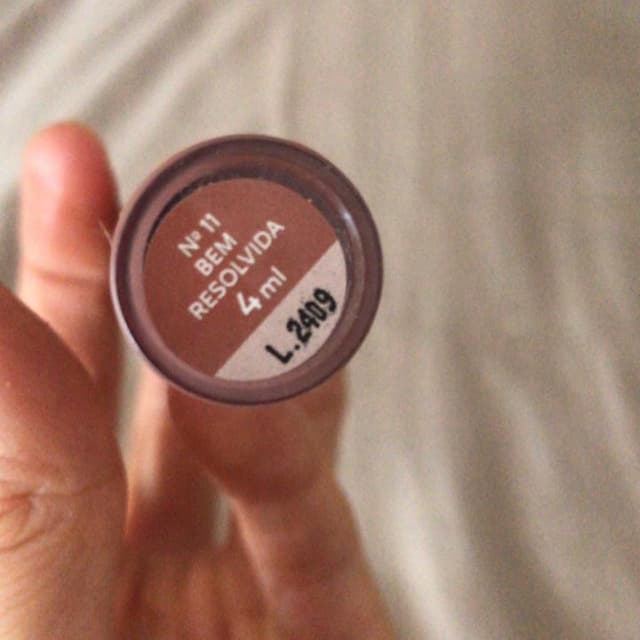 Nº 11
BEM
RESOLVIDA
4 ml
L.2409